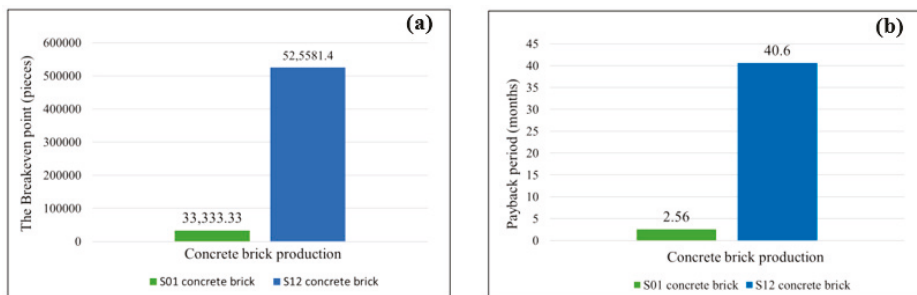 (a)
600000
500000
400000
300000
200000
100000
0
The Breakeven point (pieces)
52,5581.4
33,333.33
Concrete brick production
S01 concrete brick
S12 concrete brick
(b)
45
40
35
30
25
20
15
10
5
0
Payback period (months)
40.6
2.56
Concrete brick production
S01 concrete brick
S12 concrete brick